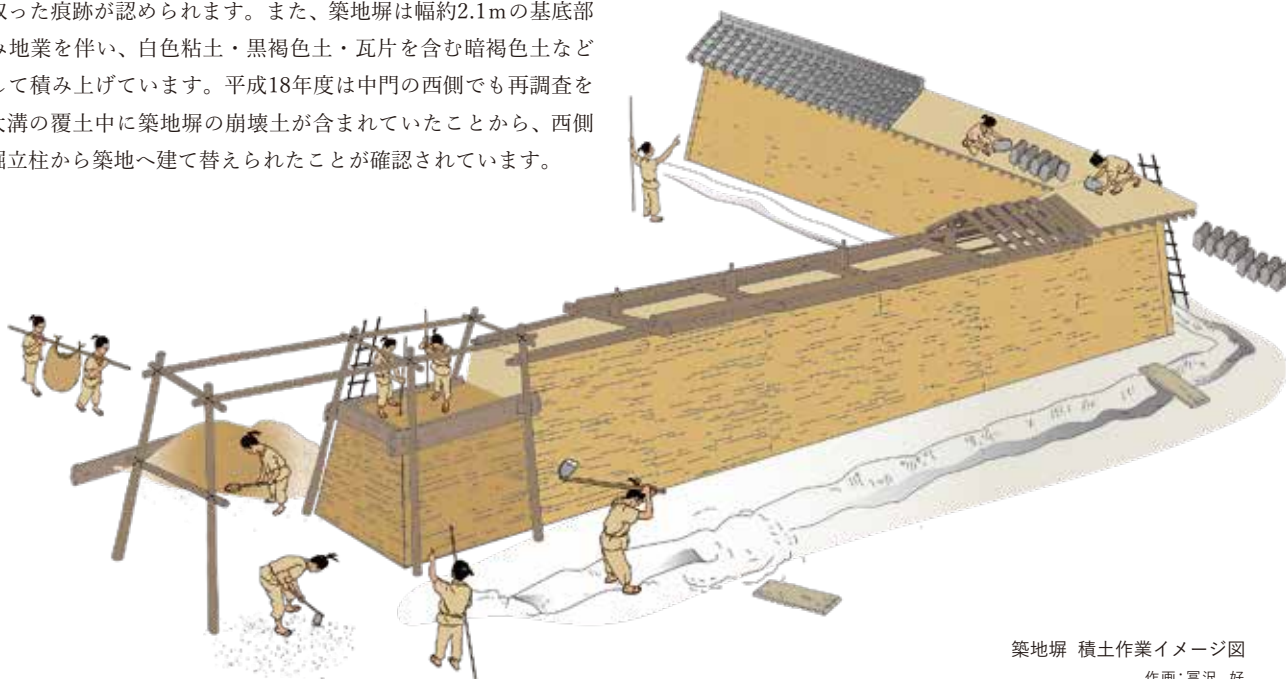 取った痕跡が認められます。また、築地塀は幅約2.1mの基底部
み地業を伴い、白色粘土・黒褐色土・瓦片を含む暗褐色土など
して積み上げています。平成18年度は中門の西側でも再調査を
大溝の覆土中に築地塀の崩壊土が含まれていたことから、西側
掘立柱から築地へ建て替えられたことが確認されています。
築地塀 積土作業イメージ図
作画：冨沢 好